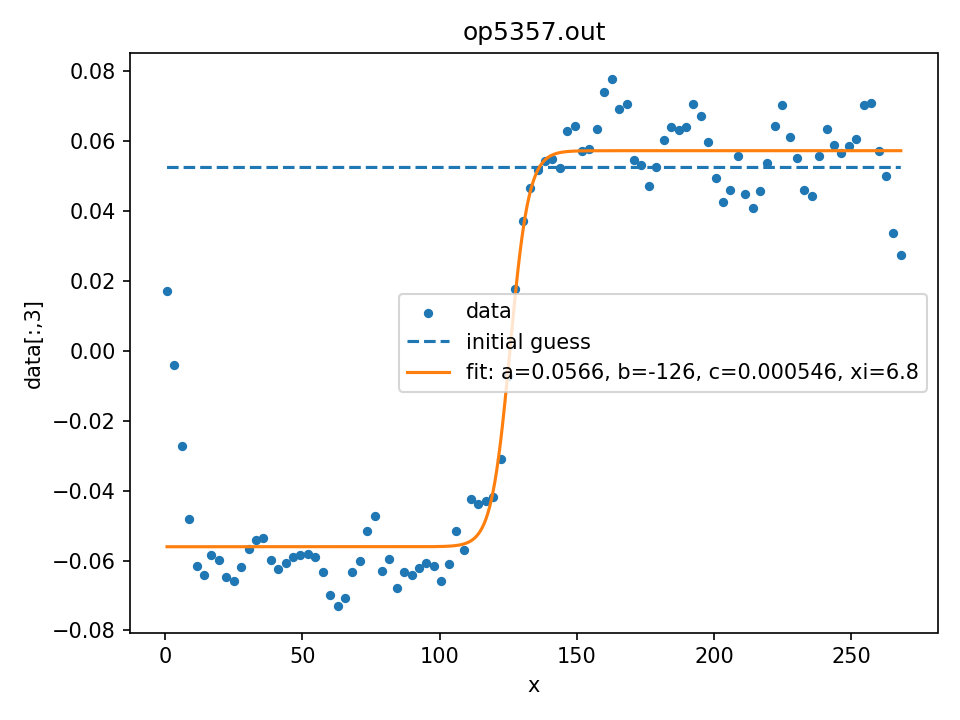 op5357.out
0.08
0.06
0.04
0.02
0.00
−0.02
−0.04
−0.06
−0.08
data[:,3]
data
initial guess
fit: a=0.0566, b=-126, c=0.000546, xi=6.8
0 50 100 150 200 250
x